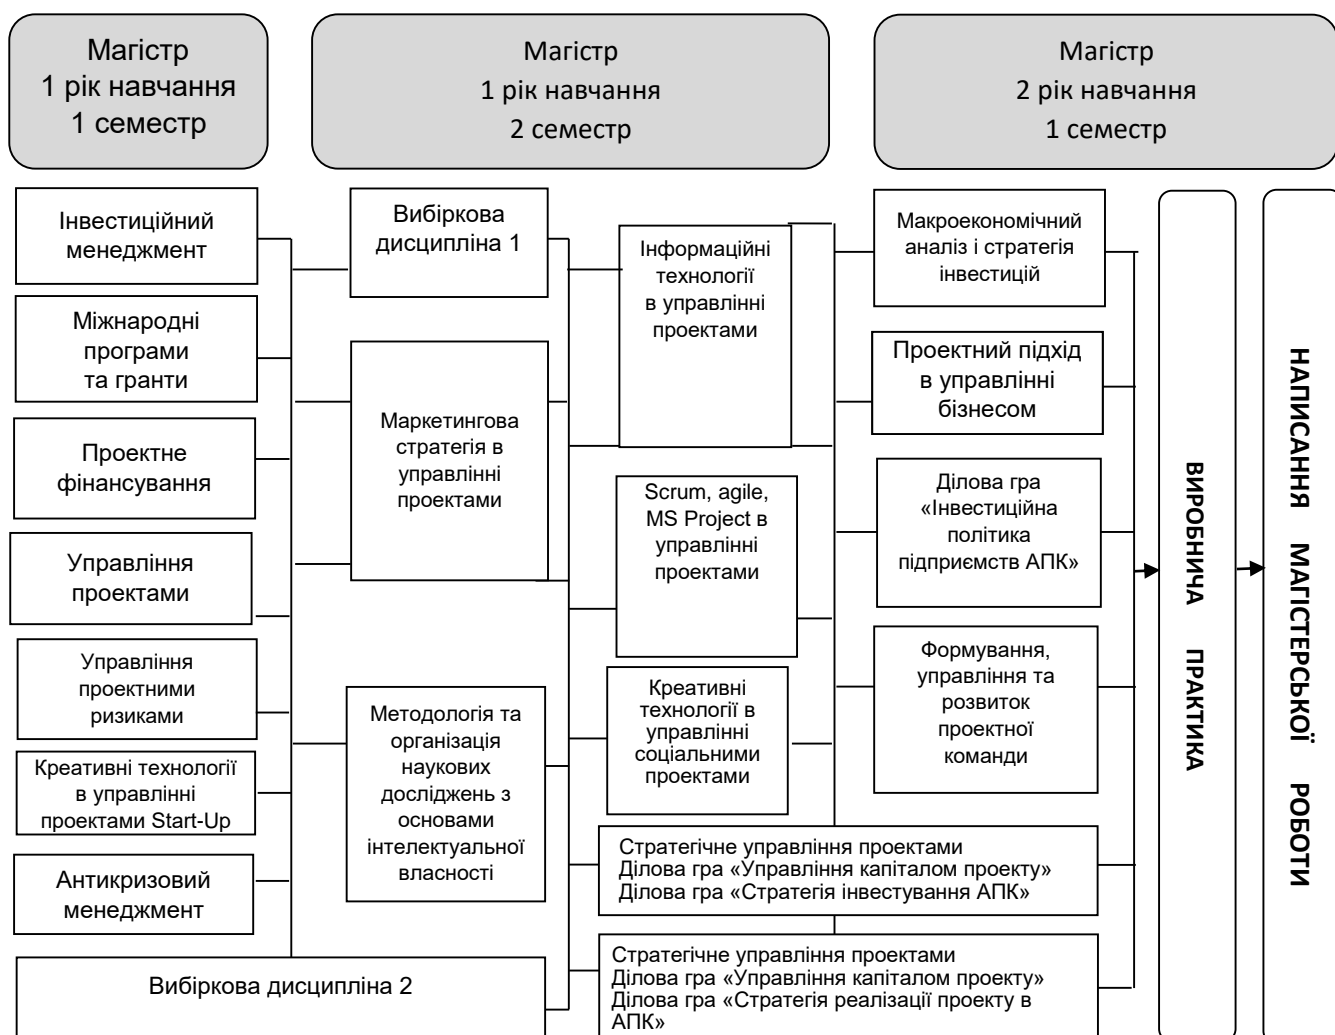 Магістр
1 рік навчання
1 семестр
Магістр
1 рік навчання
2 семестр
Магістр
2 рік навчання
1 семестр
Інвестиційний
менеджмент
Міжнародні
програми
та гранти
Проектне
фінансування
Управління
проектами
Управління
проектними
ризиками
Креативні технології
в управлінні
проектами Start-Up
Антикризовий
менеджмент
Вибіркова дисципліна 2
Вибіркова
дисципліна 1
Маркетингова
стратегія в
управлінні
проектами
Методологія та
організація
наукових
досліджень з
основами
інтелектуальної
власності
Інформаційні
технології
в управлінні
проектами
Scrum, agile,
MS Project в
управлінні
проектами
Креативні
технології в
управлінні
соціальними
проектами
Стратегічне управління проектами
Ділова гра «Управління капіталом проекту»
Ділова гра «Стратегія інвестування АПК»
Стратегічне управління проектами
Ділова гра «Управління капіталом проекту»
Ділова гра «Стратегія реалізації проекту в
АПК»
Макроекономічний
аналіз і стратегія
інвестицій
Проектний підхід
в управлінні
бізнесом
Ділова гра
«Інвестиційна
політика
підприємств АПК»
Формування,
управління та
розвиток
проектної
команди
ВИРОБНИЧА ПРАКТИКА
НАПИСАННЯ МАГІСТЕРСЬКОЇ РОБОТИ